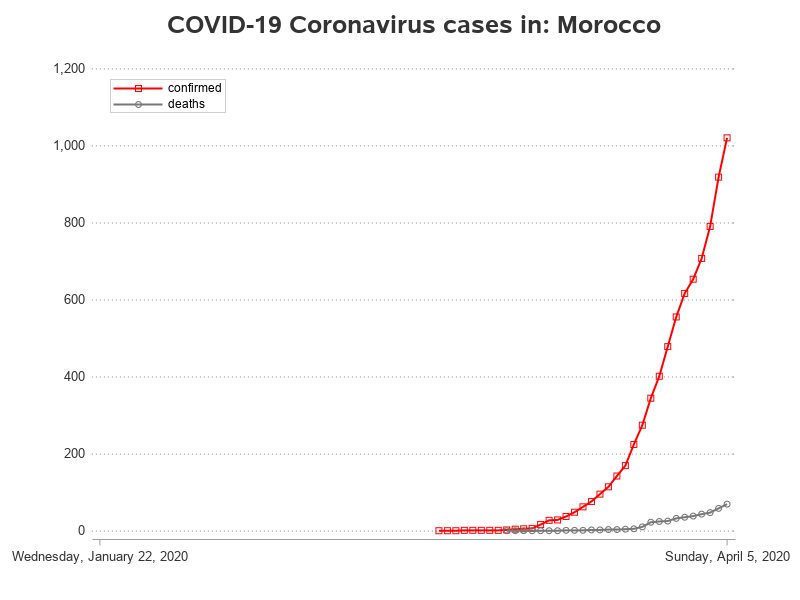 COVID-19 Coronavirus cases in: Morocco
1,200
confirmed
deaths
1,000
800
600
400
200
0
Wednesday, January 22, 2020
Sunday, April 5, 2020